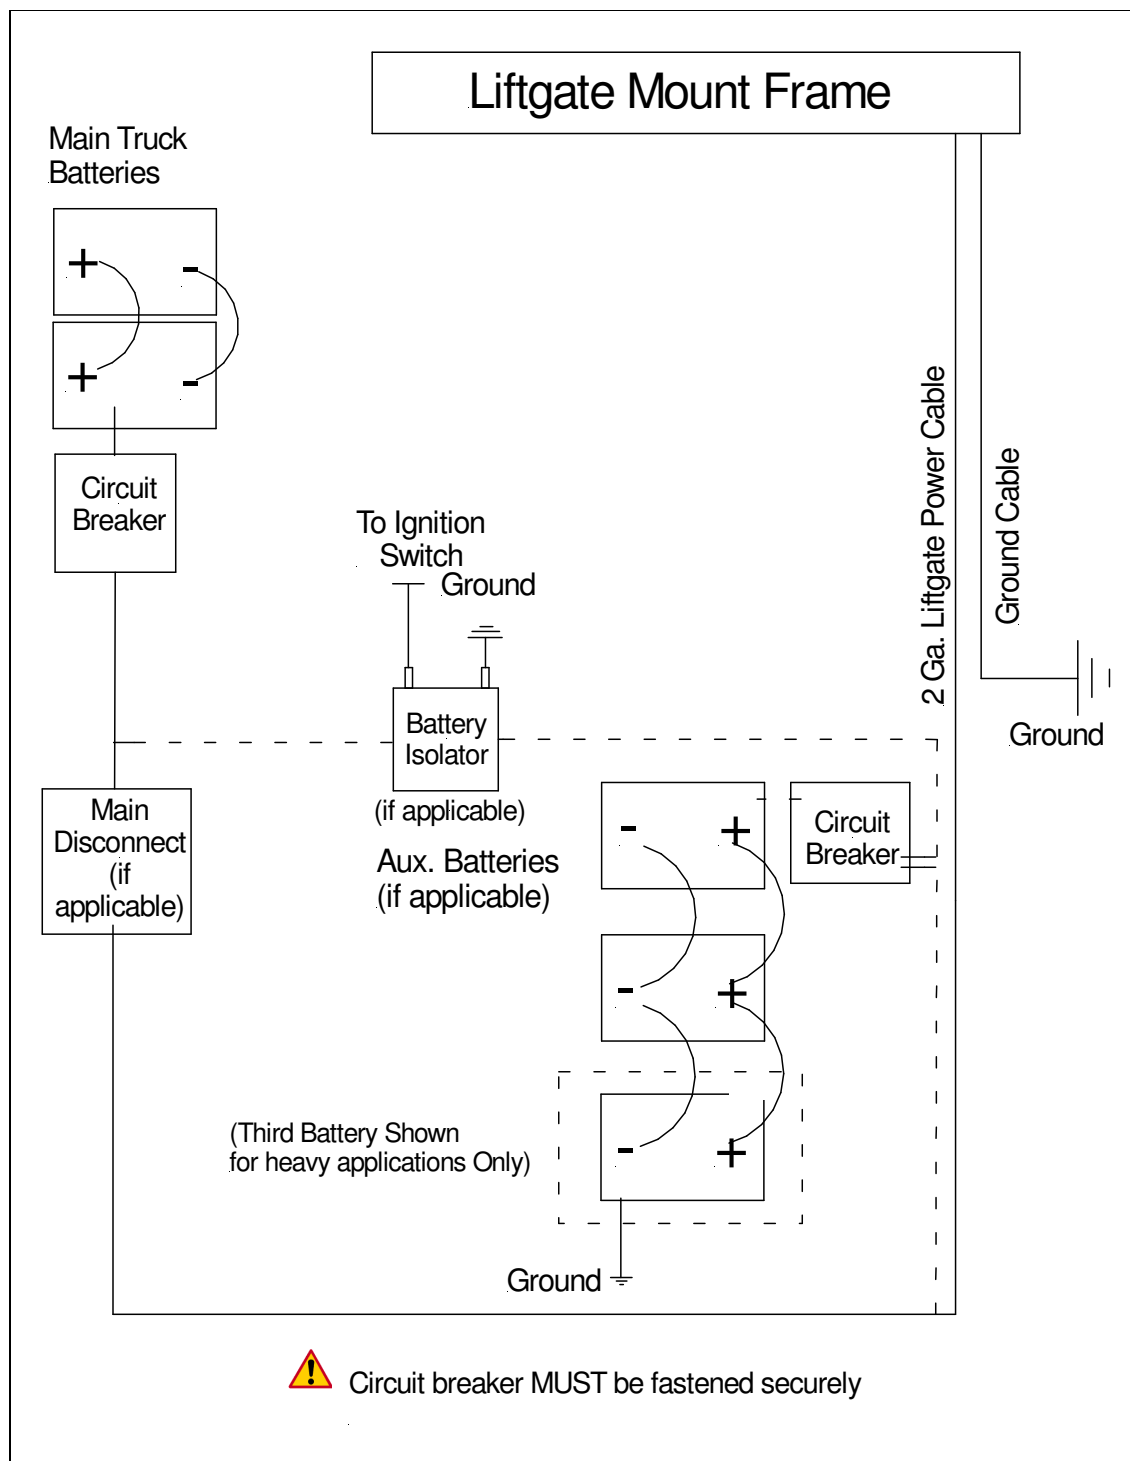 Liftgate Mount Frame
Main Truck
Batteries
+ -
+ -
Circuit
Breaker
To Ignition
Switch
Ground
Battery
Isolator
(if applicable)
2 Ga. Liftgate Power Cable
Ground Cable
Ground
Main
Disconnect
(if
applicable)
Aux. Batteries
(if applicable)
- +
Circuit
Breaker
- +
(Third Battery Shown
for heavy applications Only)
- +
Ground
Circuit breaker MUST be fastened securely